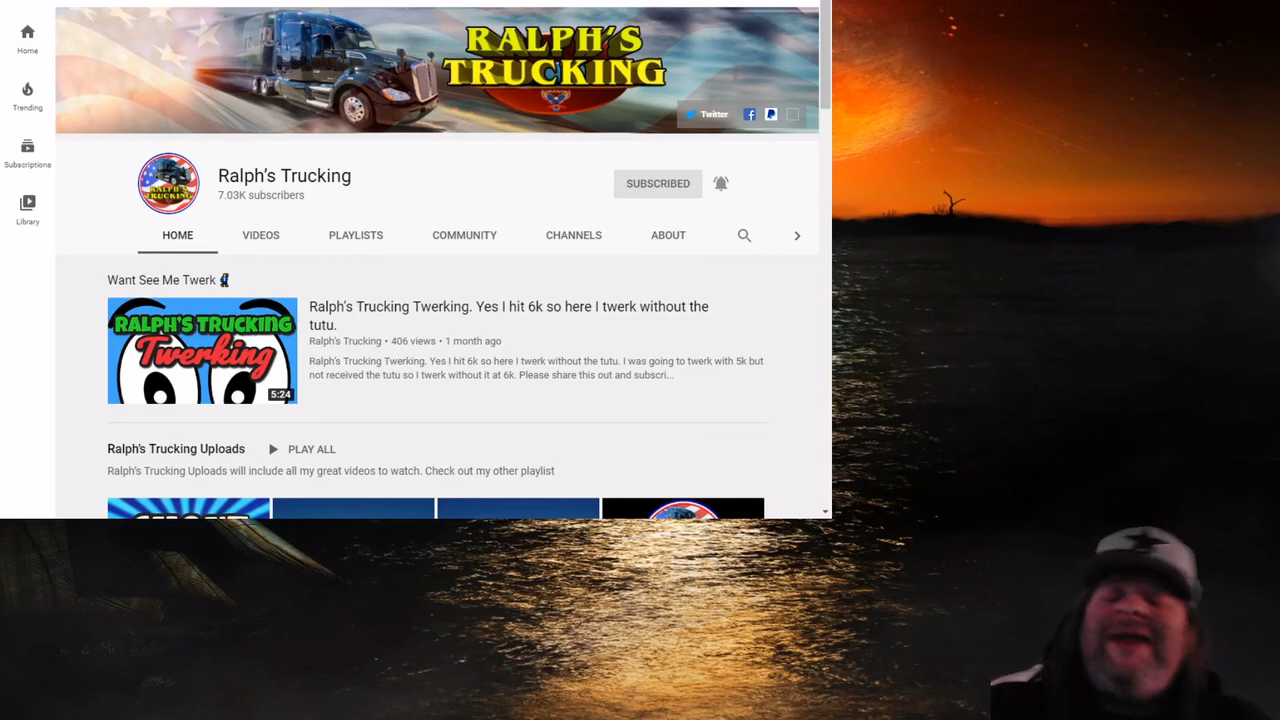 RALPH'S
TRUCKING
Twitter
Home
Trending
Subscriptions
Library
Ralph's Trucking
7.03K subscribers
SUBSCRIBED
HOME VIDEOS PLAYLISTS COMMUNITY CHANNELS ABOUT
Want See Me Twerk
RALPH'S TRUCKING
Twerking
5:24
Ralph's Trucking Twerking. Yes I hit 6k so here I twerk without the
tutu.
Ralph's Trucking • 406 views • 1 month ago
Ralph's Trucking Twerking. Yes I hit 6k so here I twerk without the tutu. I was going to twerk with 5k but
not received the tutu so I twerk without it at 6k. Please share this out and subscri...
Ralph's Trucking Uploads PLAY ALL
Ralph's Trucking Uploads will include all my great videos to watch. Check out my other playlist